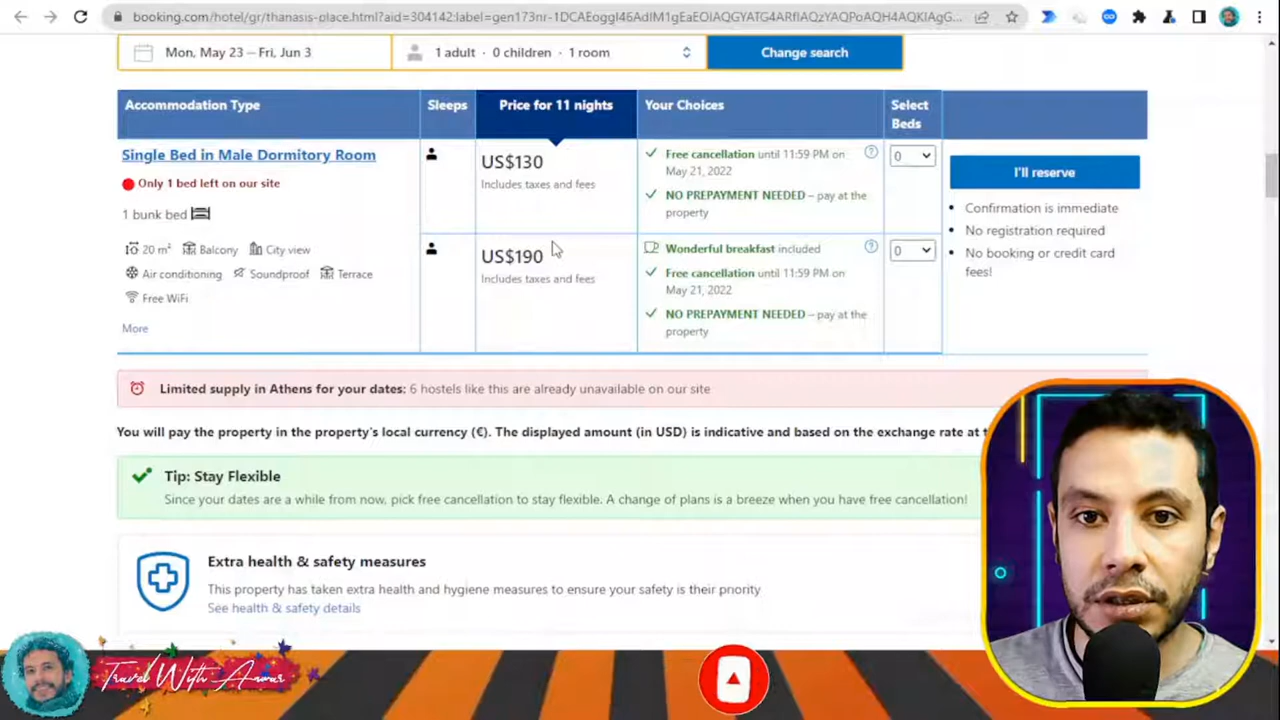 booking.com/hotel/gr/thanasis-place.html?aid=304142:label=gen173nr-1DCAEoggI46AdIM1gEaEOIAQGYATG4ARfIAQzYAQPoAQH4AQKIAgG...
Mon, May 23 — Fri, Jun 3
1 adult · 0 children · 1 room
Change search
Accommodation Type
Sleeps
Price for 11 nights
Your Choices
Select Beds
Single Bed in Male Dormitory Room
Only 1 bed left on our site
1 bunk bed
20 m²
Balcony
City view
Air conditioning
Soundproof
Terrace
Free WiFi
More
US$130
Includes taxes and fees
Free cancellation until 11:59 PM on
May 21, 2022
NO PREPAYMENT NEEDED – pay at the
property
0
US$190
Includes taxes and fees
Wonderful breakfast included
Free cancellation until 11:59 PM on
May 21, 2022
NO PREPAYMENT NEEDED – pay at the
property
0
I'll reserve
Confirmation is immediate
No registration required
No booking or credit card
fees!
Limited supply in Athens for your dates: 6 hostels like this are already unavailable on our site
You will pay the property in the property's local currency (€). The displayed amount (in USD) is indicative and based on the exchange rate at
Tip: Stay Flexible
Since your dates are a while from now, pick free cancellation to stay flexible. A change of plans is a breeze when you have free cancellation!
Extra health & safety measures
This property has taken extra health and hygiene measures to ensure your safety is their priority
See health & safety details
Travel With Anwar